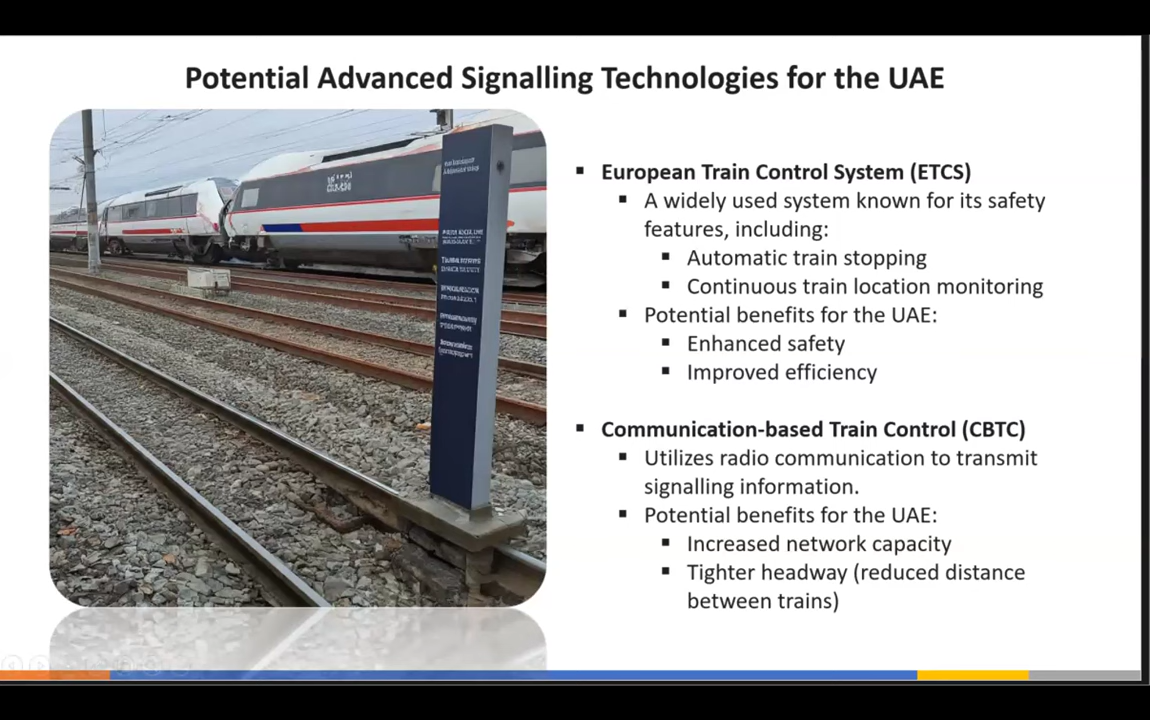 Potential Advanced Signalling Technologies for the UAE
▪ European Train Control System (ETCS)
▪ A widely used system known for its safety
features, including:
▪ Automatic train stopping
▪ Continuous train location monitoring
▪ Potential benefits for the UAE:
▪ Enhanced safety
▪ Improved efficiency
▪ Communication-based Train Control (CBTC)
▪ Utilizes radio communication to transmit
signalling information.
▪ Potential benefits for the UAE:
▪ Increased network capacity
▪ Tighter headway (reduced distance
between trains)